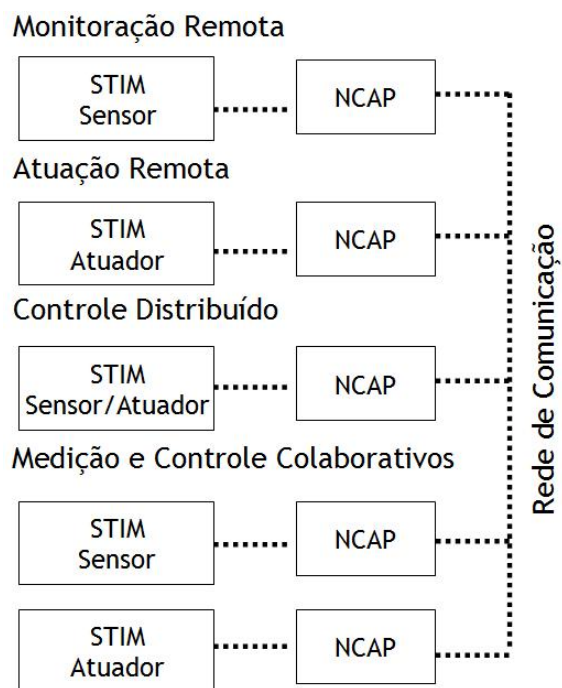 Monitoração Remota
STIM
Sensor
NCAP
Atuação Remota
STIM
Atuador
NCAP
Controle Distribuído
STIM
Sensor/Atuador
NCAP
Medição e Controle Colaborativos
STIM
Sensor
NCAP
STIM
Atuador
NCAP
Rede de Comunicação